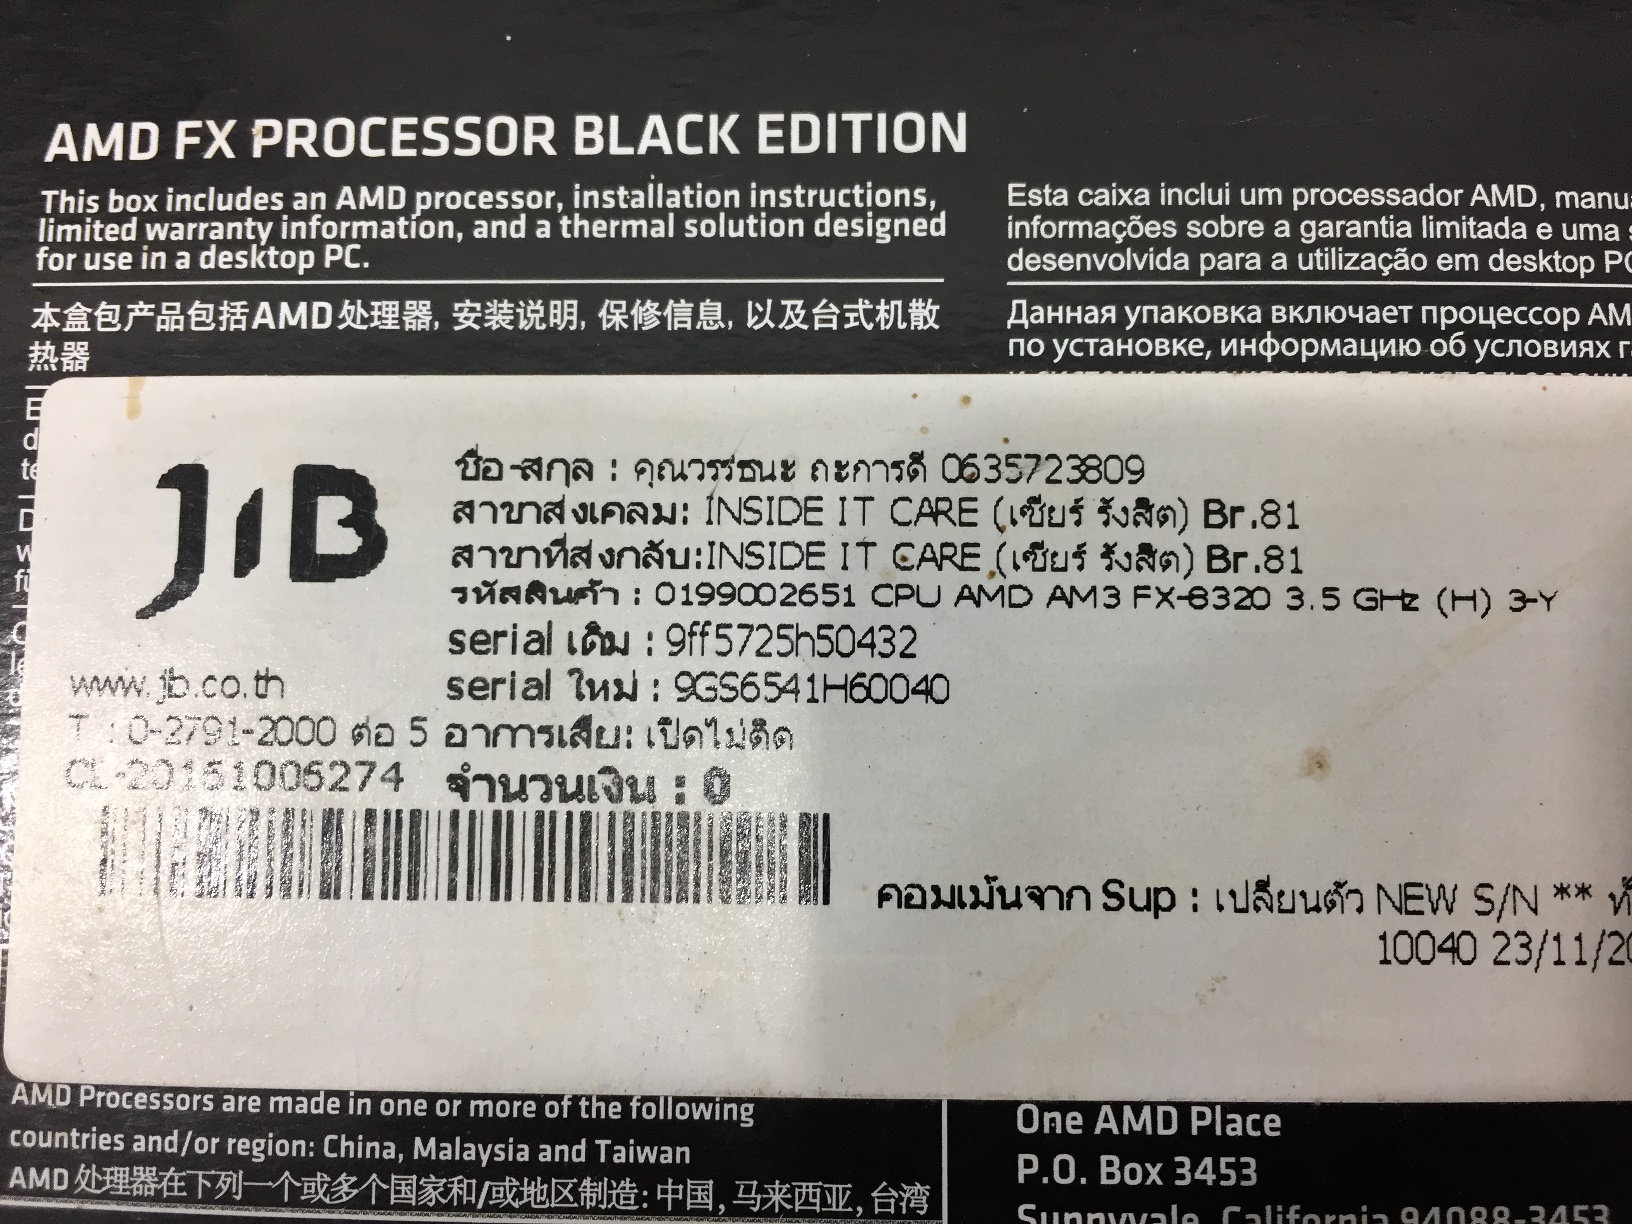 AMD FX PROCESSOR BLACK EDITION
This box includes an AMD processor, installation instructions,
limited warranty information, and a thermal solution designed
for use in a desktop PC.
本盒包产品包括AMD处理器, 安装说明, 保修信息, 以及台式机散
热器
Esta caixa inclui um processador AMD,
informações sobre a garantia limitada e uma
desenvolvida para a utilização em desktop PC
Данная упаковка включает процессор AM
по установке, информацию об условиях
JIB
www.jib.co.th
T : 0-2791-2000 ต่อ 5
CL-20161006274
ชื่อ-สกุล : คุณวรรธนะ ถะการดี 0635723809
สาขาส่งเคลม: INSIDE IT CARE (เซียร์ รังสิต) Br.81
สาขาที่ส่งกลับ:INSIDE IT CARE (เซียร์ รังสิต) Br.81
รหัสสินค้า : 0199002651 CPU AMD AM3 FX-8320 3.5 GHz (H) 3-Y
serial เดิม : 9ff5725h50432
serial ใหม่ : 9GS6541H60040
อาการเสีย: เปิดไม่ติด
จำนวนเงิน : 0
คอมเม้นจาก Sup : เปลี่ยนตัว NEW S/N **
10040 23/11/20
AMD Processors are made in one or more of the following
countries and/or region: China, Malaysia and Taiwan
AMD 处理器在下列一个或多个国家和/或地区制造: 中国, 马来西亚, 台湾
One AMD Place
P.O. Box 3453
Sunnyvale, California 94088-3453